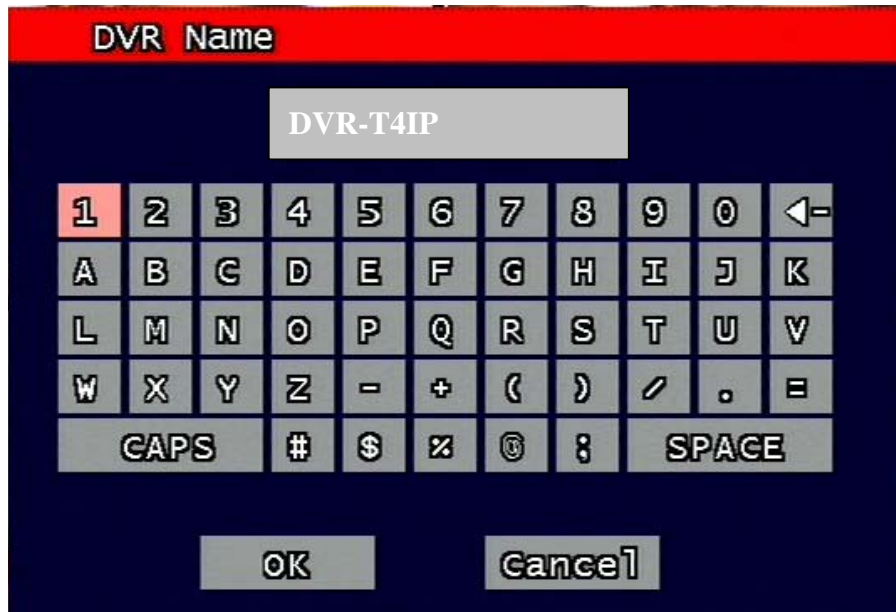 DVR Name
DVR-T4IP
1 2 3 4 5 6 7 8 9 0
A B C D E F G H I J K
L M N O P Q R S T U V
W X Y Z - + ( ) / . =
CAPS # $ % @ ; SPACE
OK Cancel